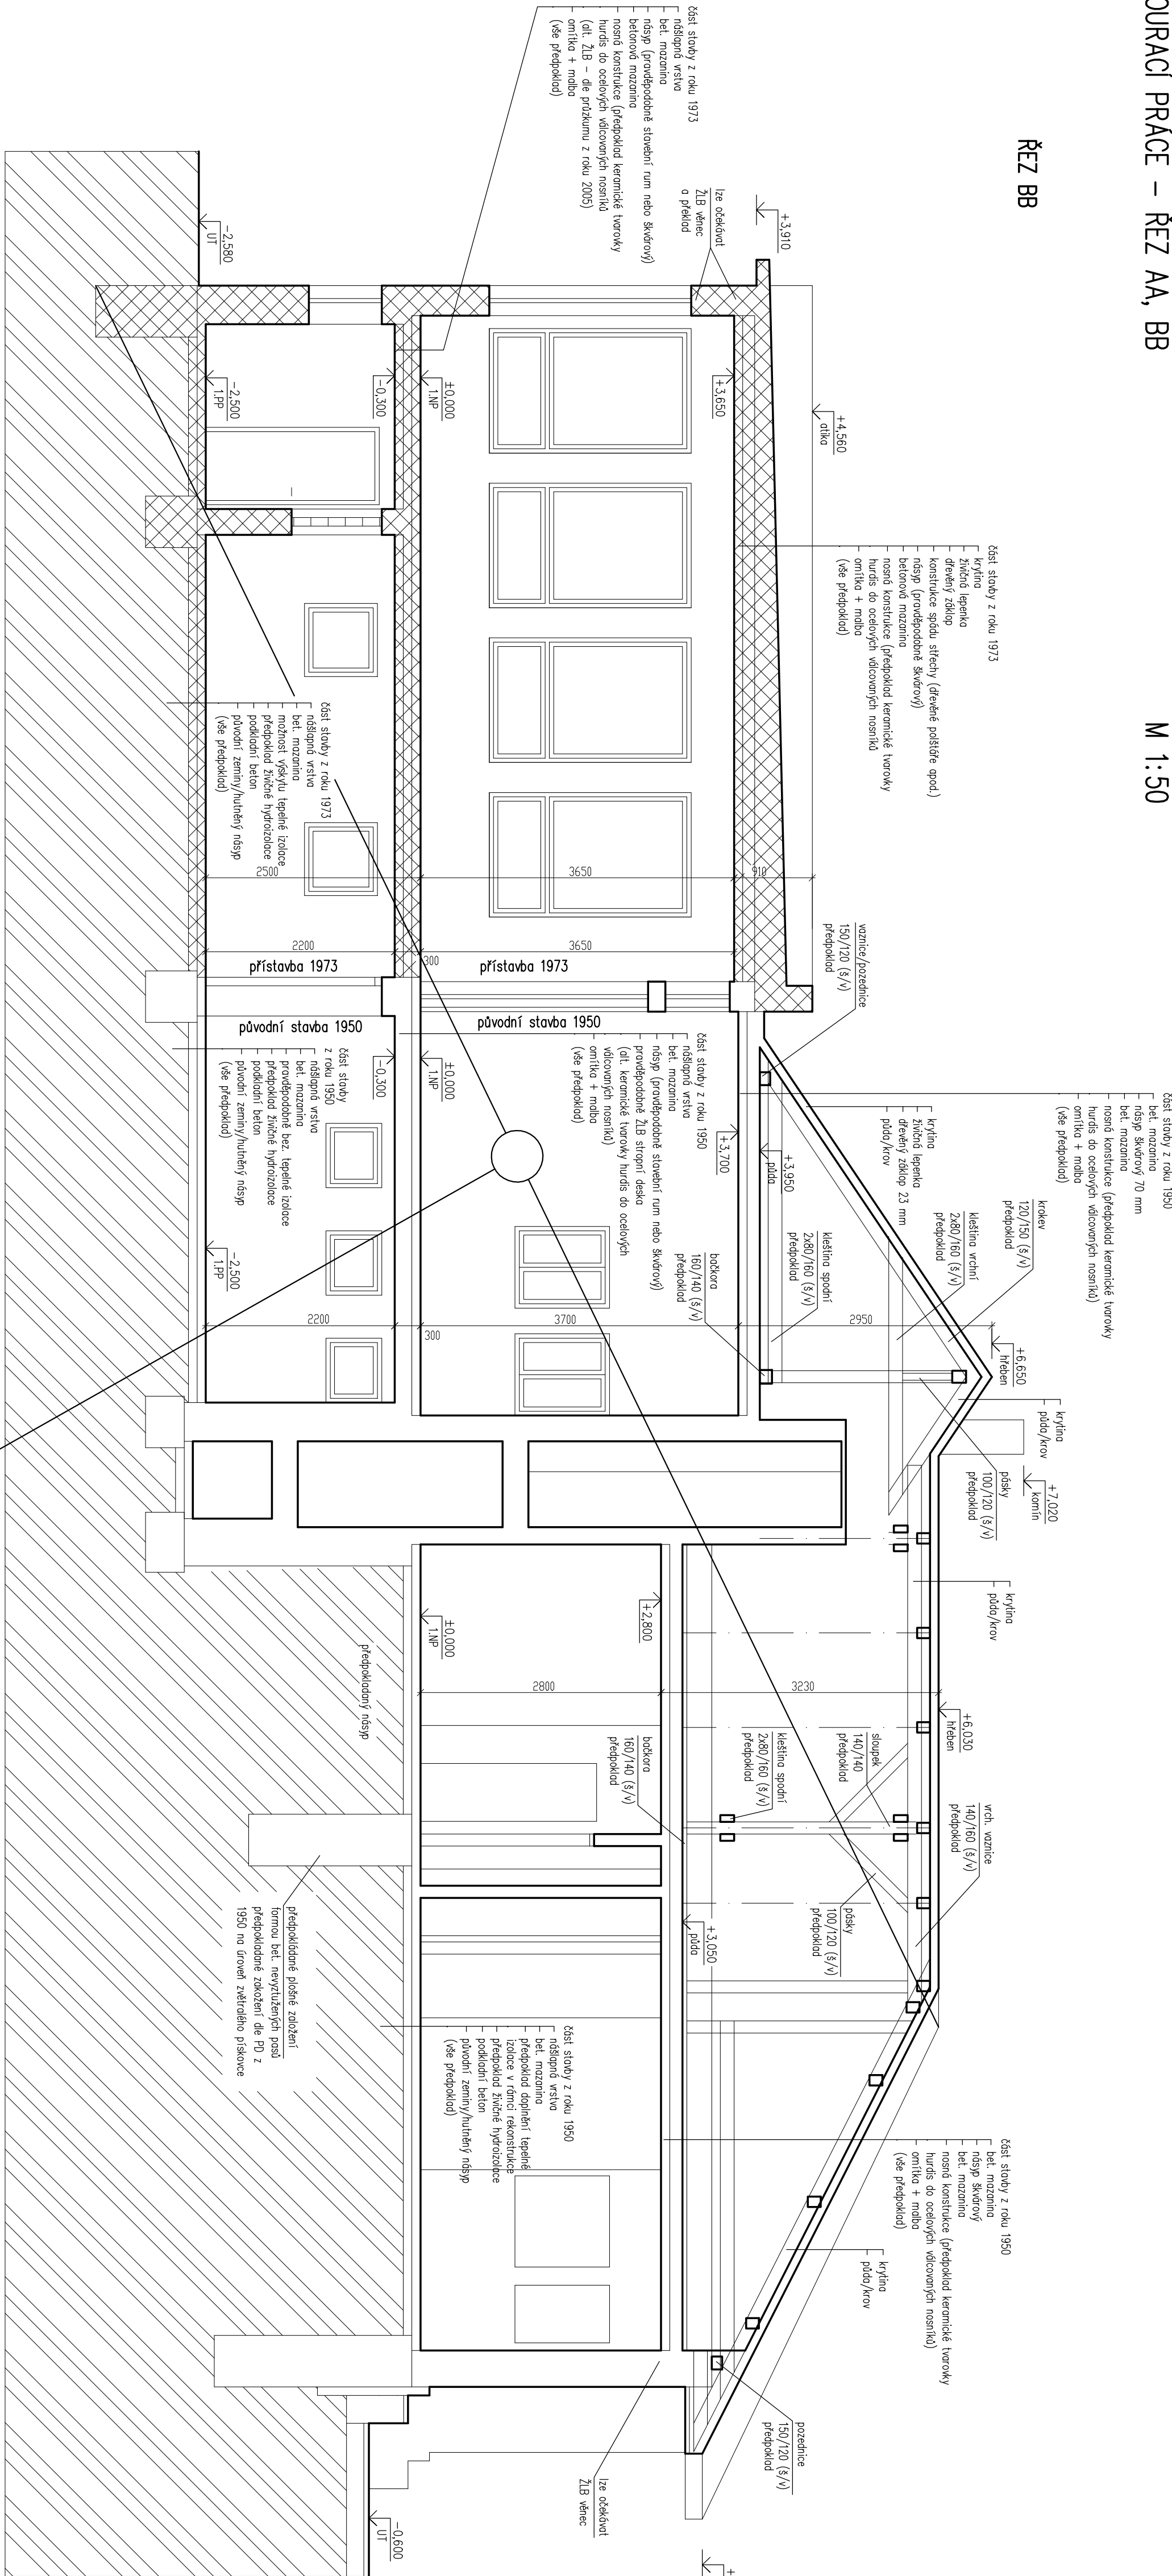 OURACÍ PRÁCE – ŘEZ AA, BB
M 1:50
ŘEZ BB
část stavby z roku 1973
nášlapná vrstva
bet. mazanina
násyp (pravděpodobně stavební rum nebo škvárový)
betonová mazanina
nosná konstrukce (předpoklad keramické tvarovky
hurdis do ocelových válcovaných nosníků
(alt. ŽLB – dle průzkumu z roku 2005)
omítka + malba
(vše předpoklad)
lze očekávat
ŽLB věnec
a překlad
+3,910
+4,560
atika
část stavby z roku 1973
krytina
živičná lepenka
dřevěný záklop
konstrukce spádu střechy (dřevěné polštáře apod.)
násyp (pravděpodobně škvárový)
betonová mazanina
nosná konstrukce (předpoklad keramické tvarovky
hurdis do ocelových válcovaných nosníků
omítka + malba
(vše předpoklad)
vaznice/pozednice
150/120 (š/v)
předpoklad
část stavby z roku 1950
bet. mazanina
násyp škvárový 70 mm
bet. mazanina
nosná konstrukce (předpoklad keramické tvarovky
hurdis do ocelových válcovaných nosníků)
omítka + malba
(vše předpoklad)
krytina
živičná lepenka
dřevěný záklop 23 mm
půda/krov
krokev
120/150 (š/v)
předpoklad
kleština vrchní
2x80/160 (š/v)
předpoklad
kleština spodní
2x80/160 (š/v)
předpoklad
bačkora
160/140 (š/v)
předpoklad
+6,650
hřeben
krytina
půda/krov
+7,020
komín
pásky
100/120 (š/v)
předpoklad
krytina
půda/krov
+6,030
hřeben
vrch. vaznice
140/160 (š/v)
předpoklad
sloupek
140/140
předpoklad
kleština spodní
2x80/160 (š/v)
předpoklad
bačkora
160/140 (š/v)
předpoklad
pásky
100/120 (š/v)
předpoklad
+3,050
půda
část stavby z roku 1950
bet. mazanina
násyp škvárový
bet. mazanina
nosná konstrukce (předpoklad keramické tvarovky
hurdis do ocelových válcovaných nosníků)
omítka + malba
(vše předpoklad)
krytina
půda/krov
pozednice
150/120 (š/v)
předpoklad
lze očekávat
ŽLB věnec
-0,600
UT
+
-2,580
UT
-2,500
1.PP
-0,300
±0,000
1.NP
+3,650
2500
3650
910
2200
300
3650
přístavba 1973
přístavba 1973
původní stavba 1950
původní stavba 1950
část stavby z roku 1973
nášlapná vrstva
bet. mazanina
možnost výskytu tepelné izolace
předpoklad živičné hydroizolace
podkladní beton
původní zeminy/hutněný násyp
(vše předpoklad)
část stavby z roku 1950
nášlapná vrstva
bet. mazanina
násyp (pravděpodobně stavební rum nebo škvárový)
pravděpodobně ŽLB stropní deska
(alt. keramické tvarovky hurdis do ocelových
válcovaných nosníků)
omítka + malba
(vše předpoklad)
část stavby
z roku 1950
nášlapná vrstva
bet. mazanina
pravděpodobně bez. tepelné izolace
předpoklad živičné hydroizolace
podkladní beton
původní zeminy/hutněný násyp
(vše předpoklad)
+3,700
+3,950
půda
±0,000
1.NP
-0,300
-2,500
1.PP
2200
300
3700
2950
+2,800
±0,000
1.NP
2800
3230
předpokladaný násyp
předpokládané plošné založení
formou bet. nevyztužených pasů
předpokladané zakožení dle PD z
1950 na úroveň zvětralého pískovce
část stavby z roku 1950
nášlapná vrstva
bet. mazanina
předpoklad doplnění tepelné
izolace v rámci rekonstrukce
předpoklad živičné hydroizolace
podkladní beton
původní zeminy/hutněný násyp
(vše předpoklad)